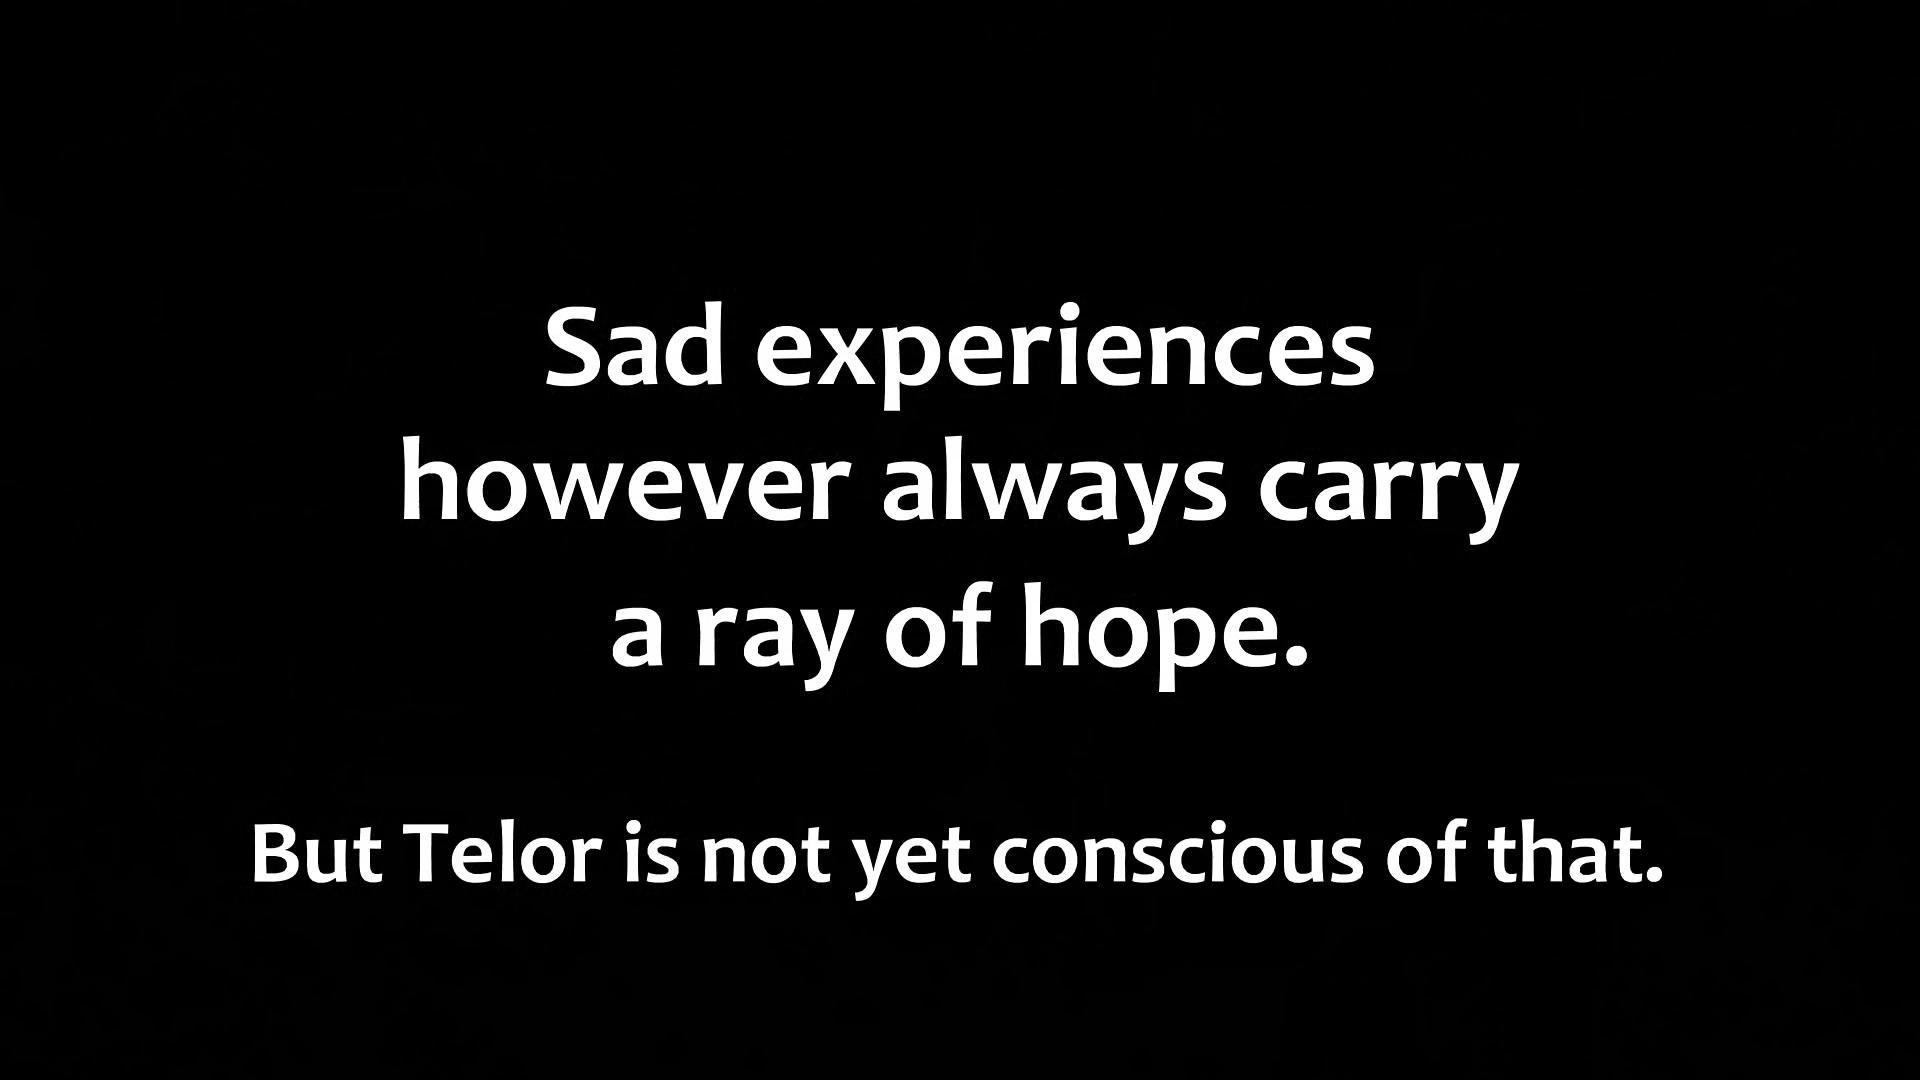 Sad experiences
however always carry
a ray of hope.
But Telor is not yet conscious of that.